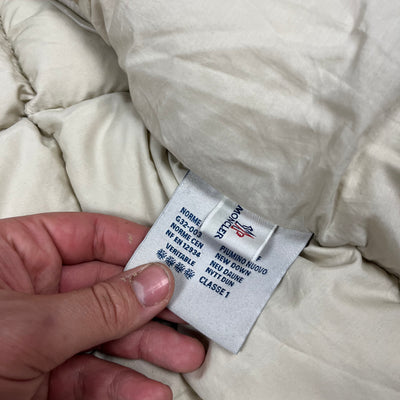 MONCLER
NORME
G32-003
NORME CEN
NF EN 12934
VERITABLE
PIUMINO NUOVO
NEW DOWN
NEU DAUNE
NYTT DUN
CLASSE 1